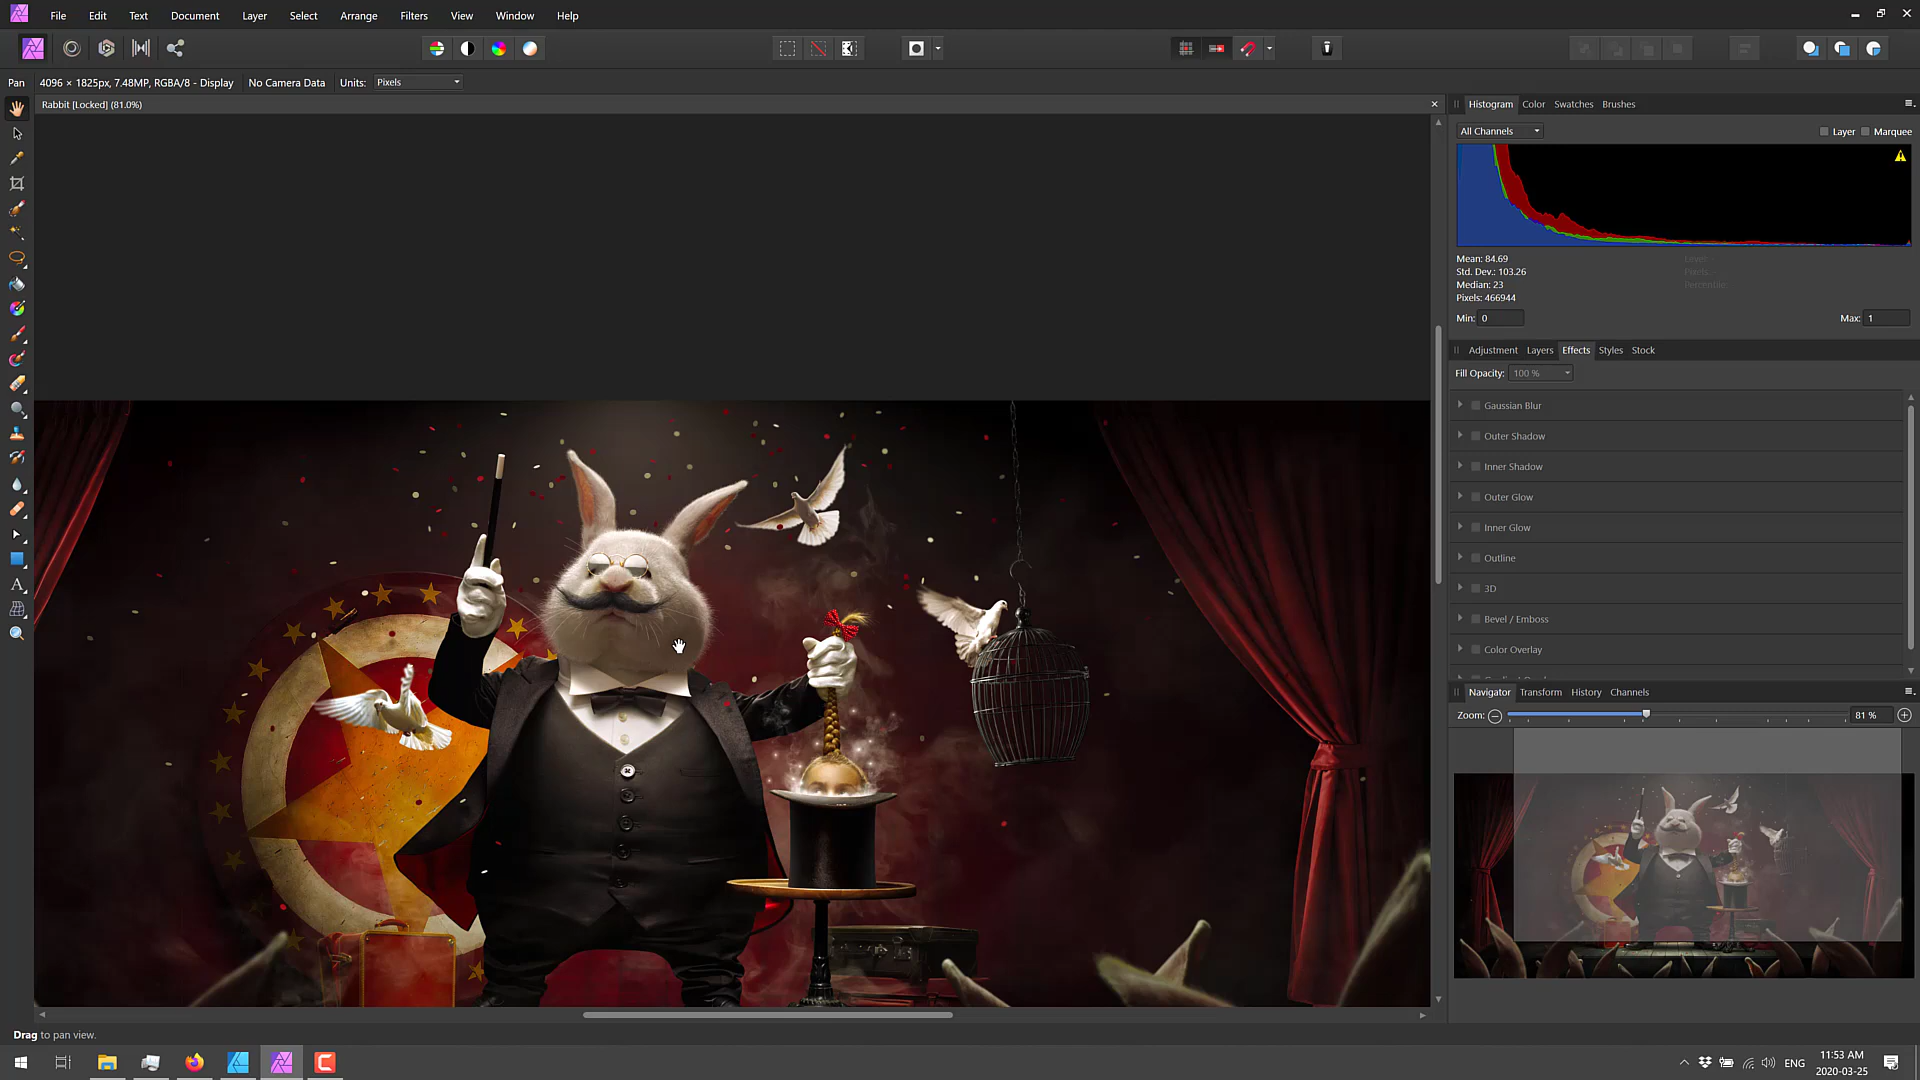 File Edit Text Document Layer Select Arrange Filters View Window Help
Pan 4096 × 1825px, 7.48MP, RGBA/8 - Display No Camera Data Units: Pixels
Rabbit [Locked] (81.0%)
Histogram Color Swatches Brushes
All Channels Layer Marquee
Mean: 84.69
Std. Dev.: 103.26
Median: 23
Pixels: 466944
Level: -
Pixels: -
Percentile: -
Min: 0 Max: 1
Adjustment Layers Effects Styles Stock
Fill Opacity: 100 %
Gaussian Blur
Outer Shadow
Inner Shadow
Outer Glow
Inner Glow
Outline
3D
Bevel / Emboss
Color Overlay
Navigator Transform History Channels
Zoom: 81 %
Drag to pan view.
ENG
11:53 AM
2020-03-25